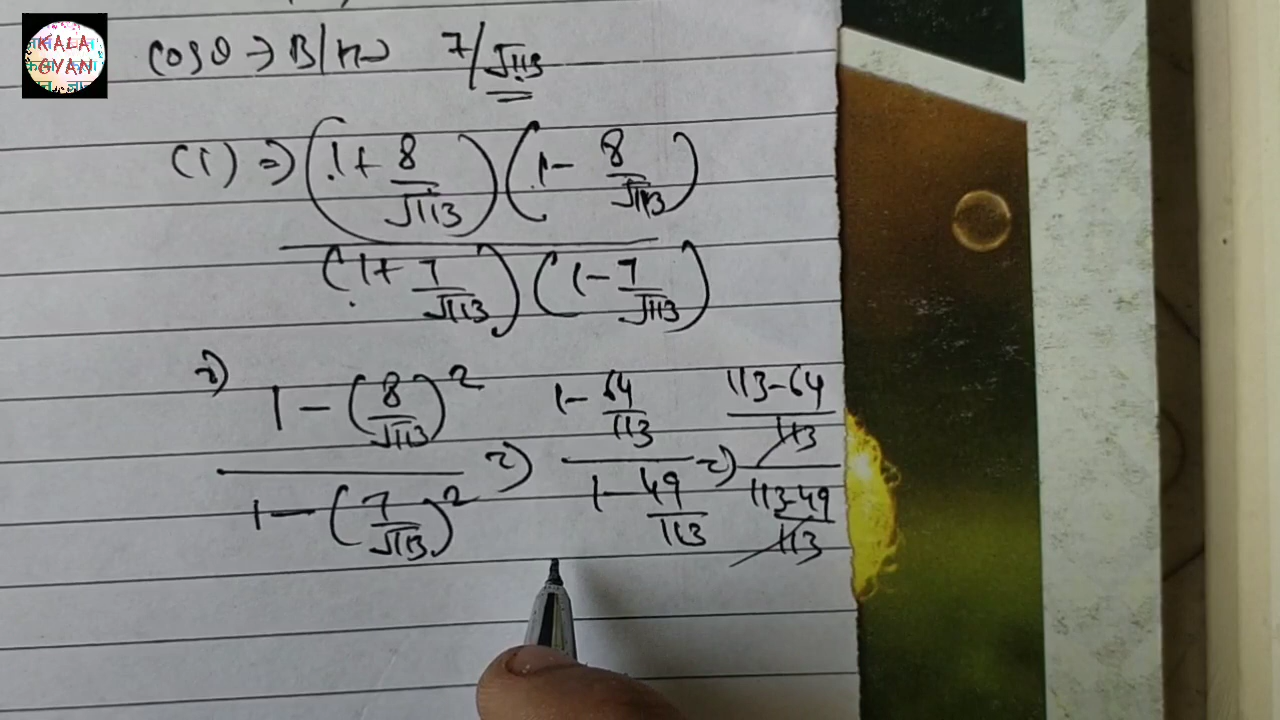 KALA
GYAN
cosθ → B/H → 7/√113
(1) ⇒ (1 + 8/√113) (1 - 8/√113)
(1 + 7/√113) (1 - 7/√113)
⇒ 1 - (8/√113)² / 1 - (7/√113)² ⇒ 1 - 64/113 / 1 - 49/113 ⇒ 113-64/113 / 113-49/113